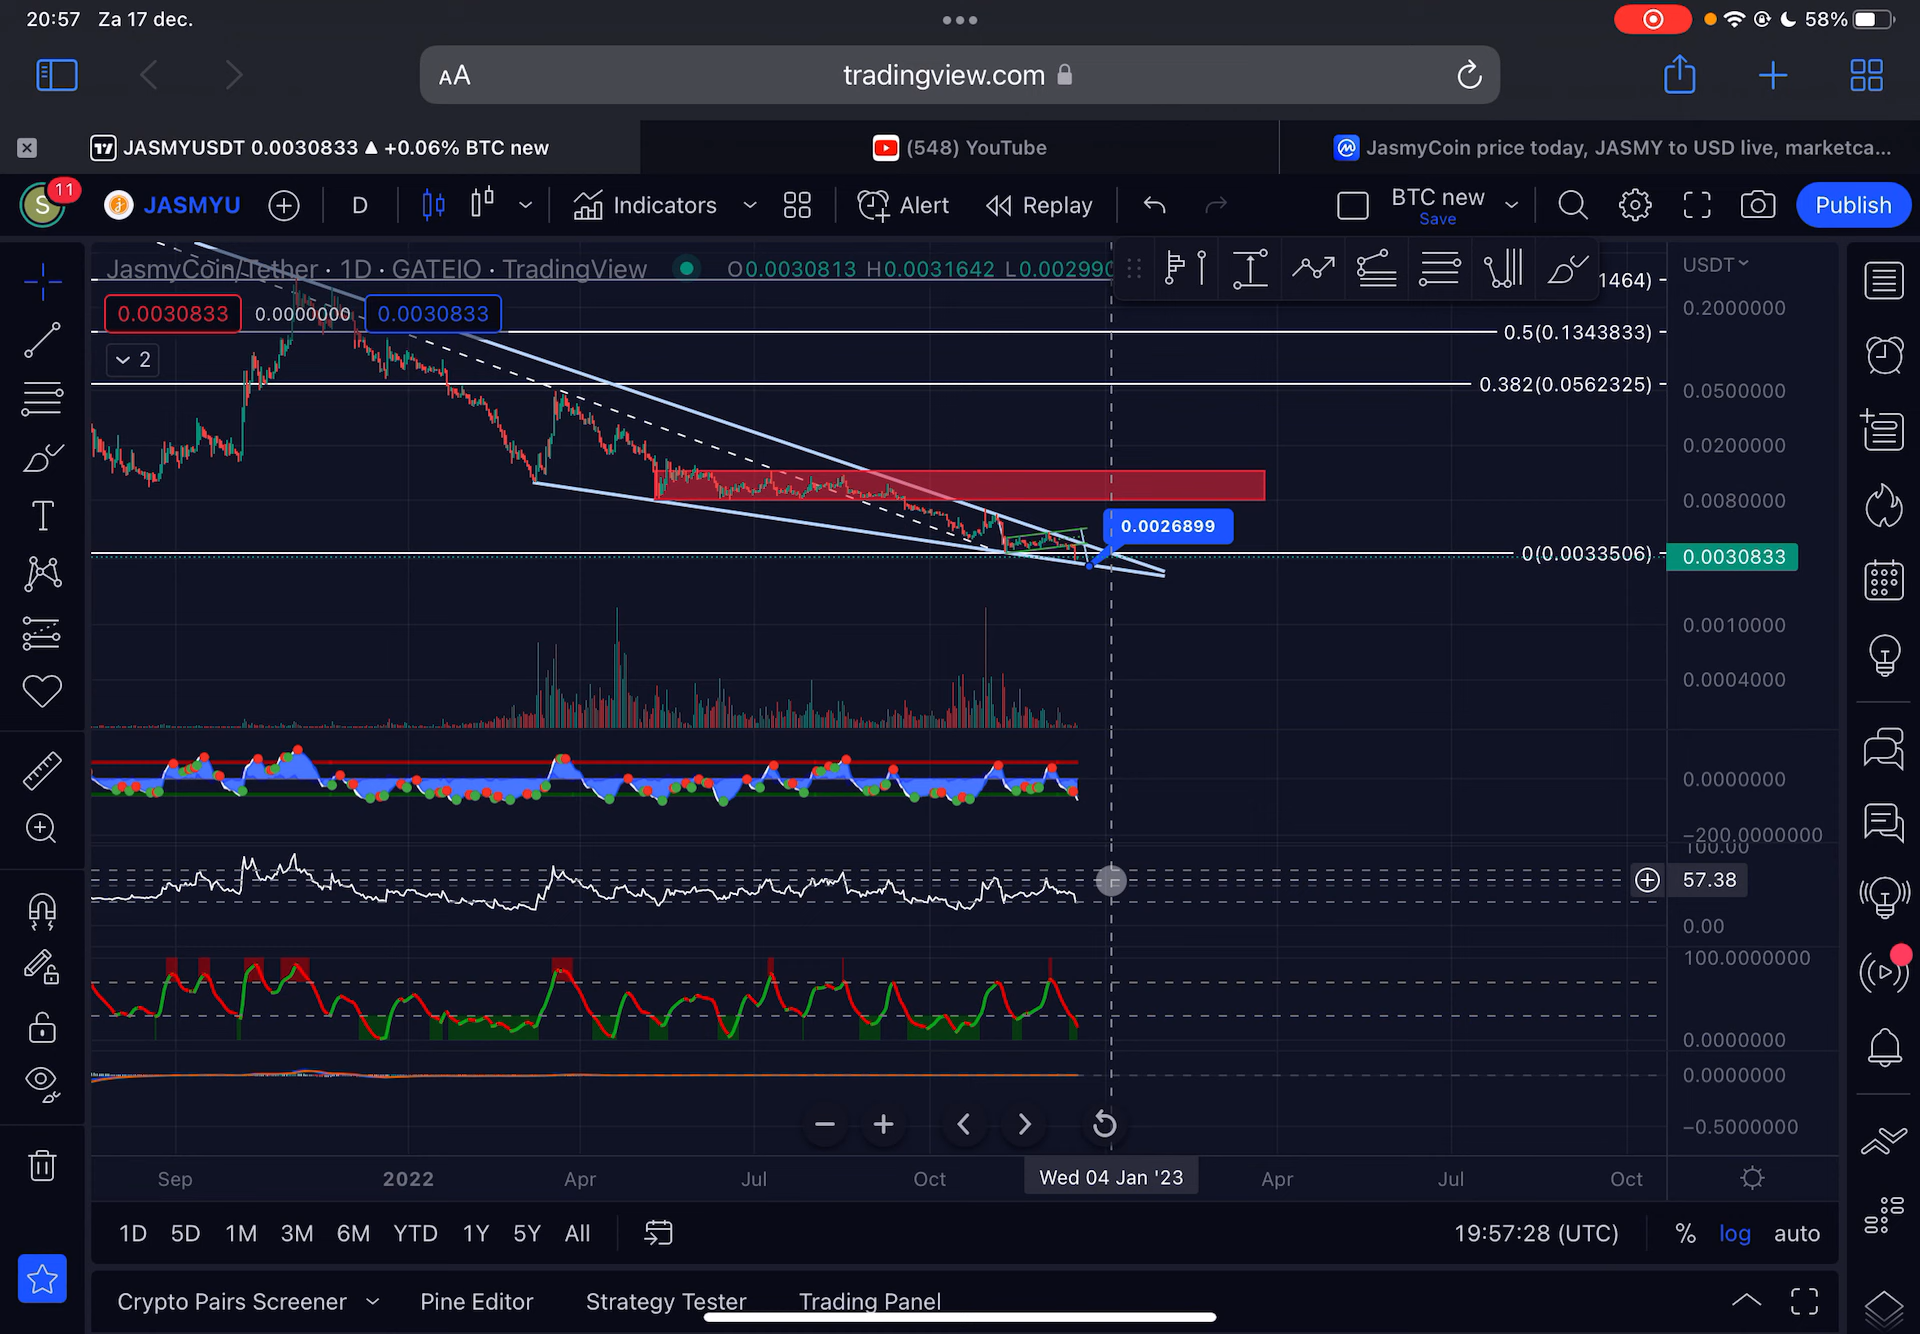 20:57 Za 17 dec.
58%
AA tradingview.com
JASMYUSDT 0.0030833 ▲ +0.06% BTC new
(548) YouTube
JasmyCoin price today, JASMY to USD live, marketca...
S 11 JASMYU D Indicators Alert Replay BTC new Save Publish
JasmyCoin/Tether · 1D · GATEIO · TradingView O0.0030813 H0.0031642 L0.002990
1464)
USDT
0.0030833 0.0000000 0.0030833
2
0.2000000
0.5(0.1343833)
0.382(0.0562325)
0.0500000
0.0200000
0.0080000
0.0026899
0(0.0033506)
0.0030833
0.0010000
0.0004000
0.0000000
−200.0000000
100.00
57.38
0.00
100.0000000
0.0000000
0.0000000
−0.5000000
Sep 2022 Apr Jul Oct Wed 04 Jan '23 Apr Jul Oct
1D 5D 1M 3M 6M YTD 1Y 5Y All 19:57:28 (UTC) % log auto
Crypto Pairs Screener Pine Editor Strategy Tester Trading Panel